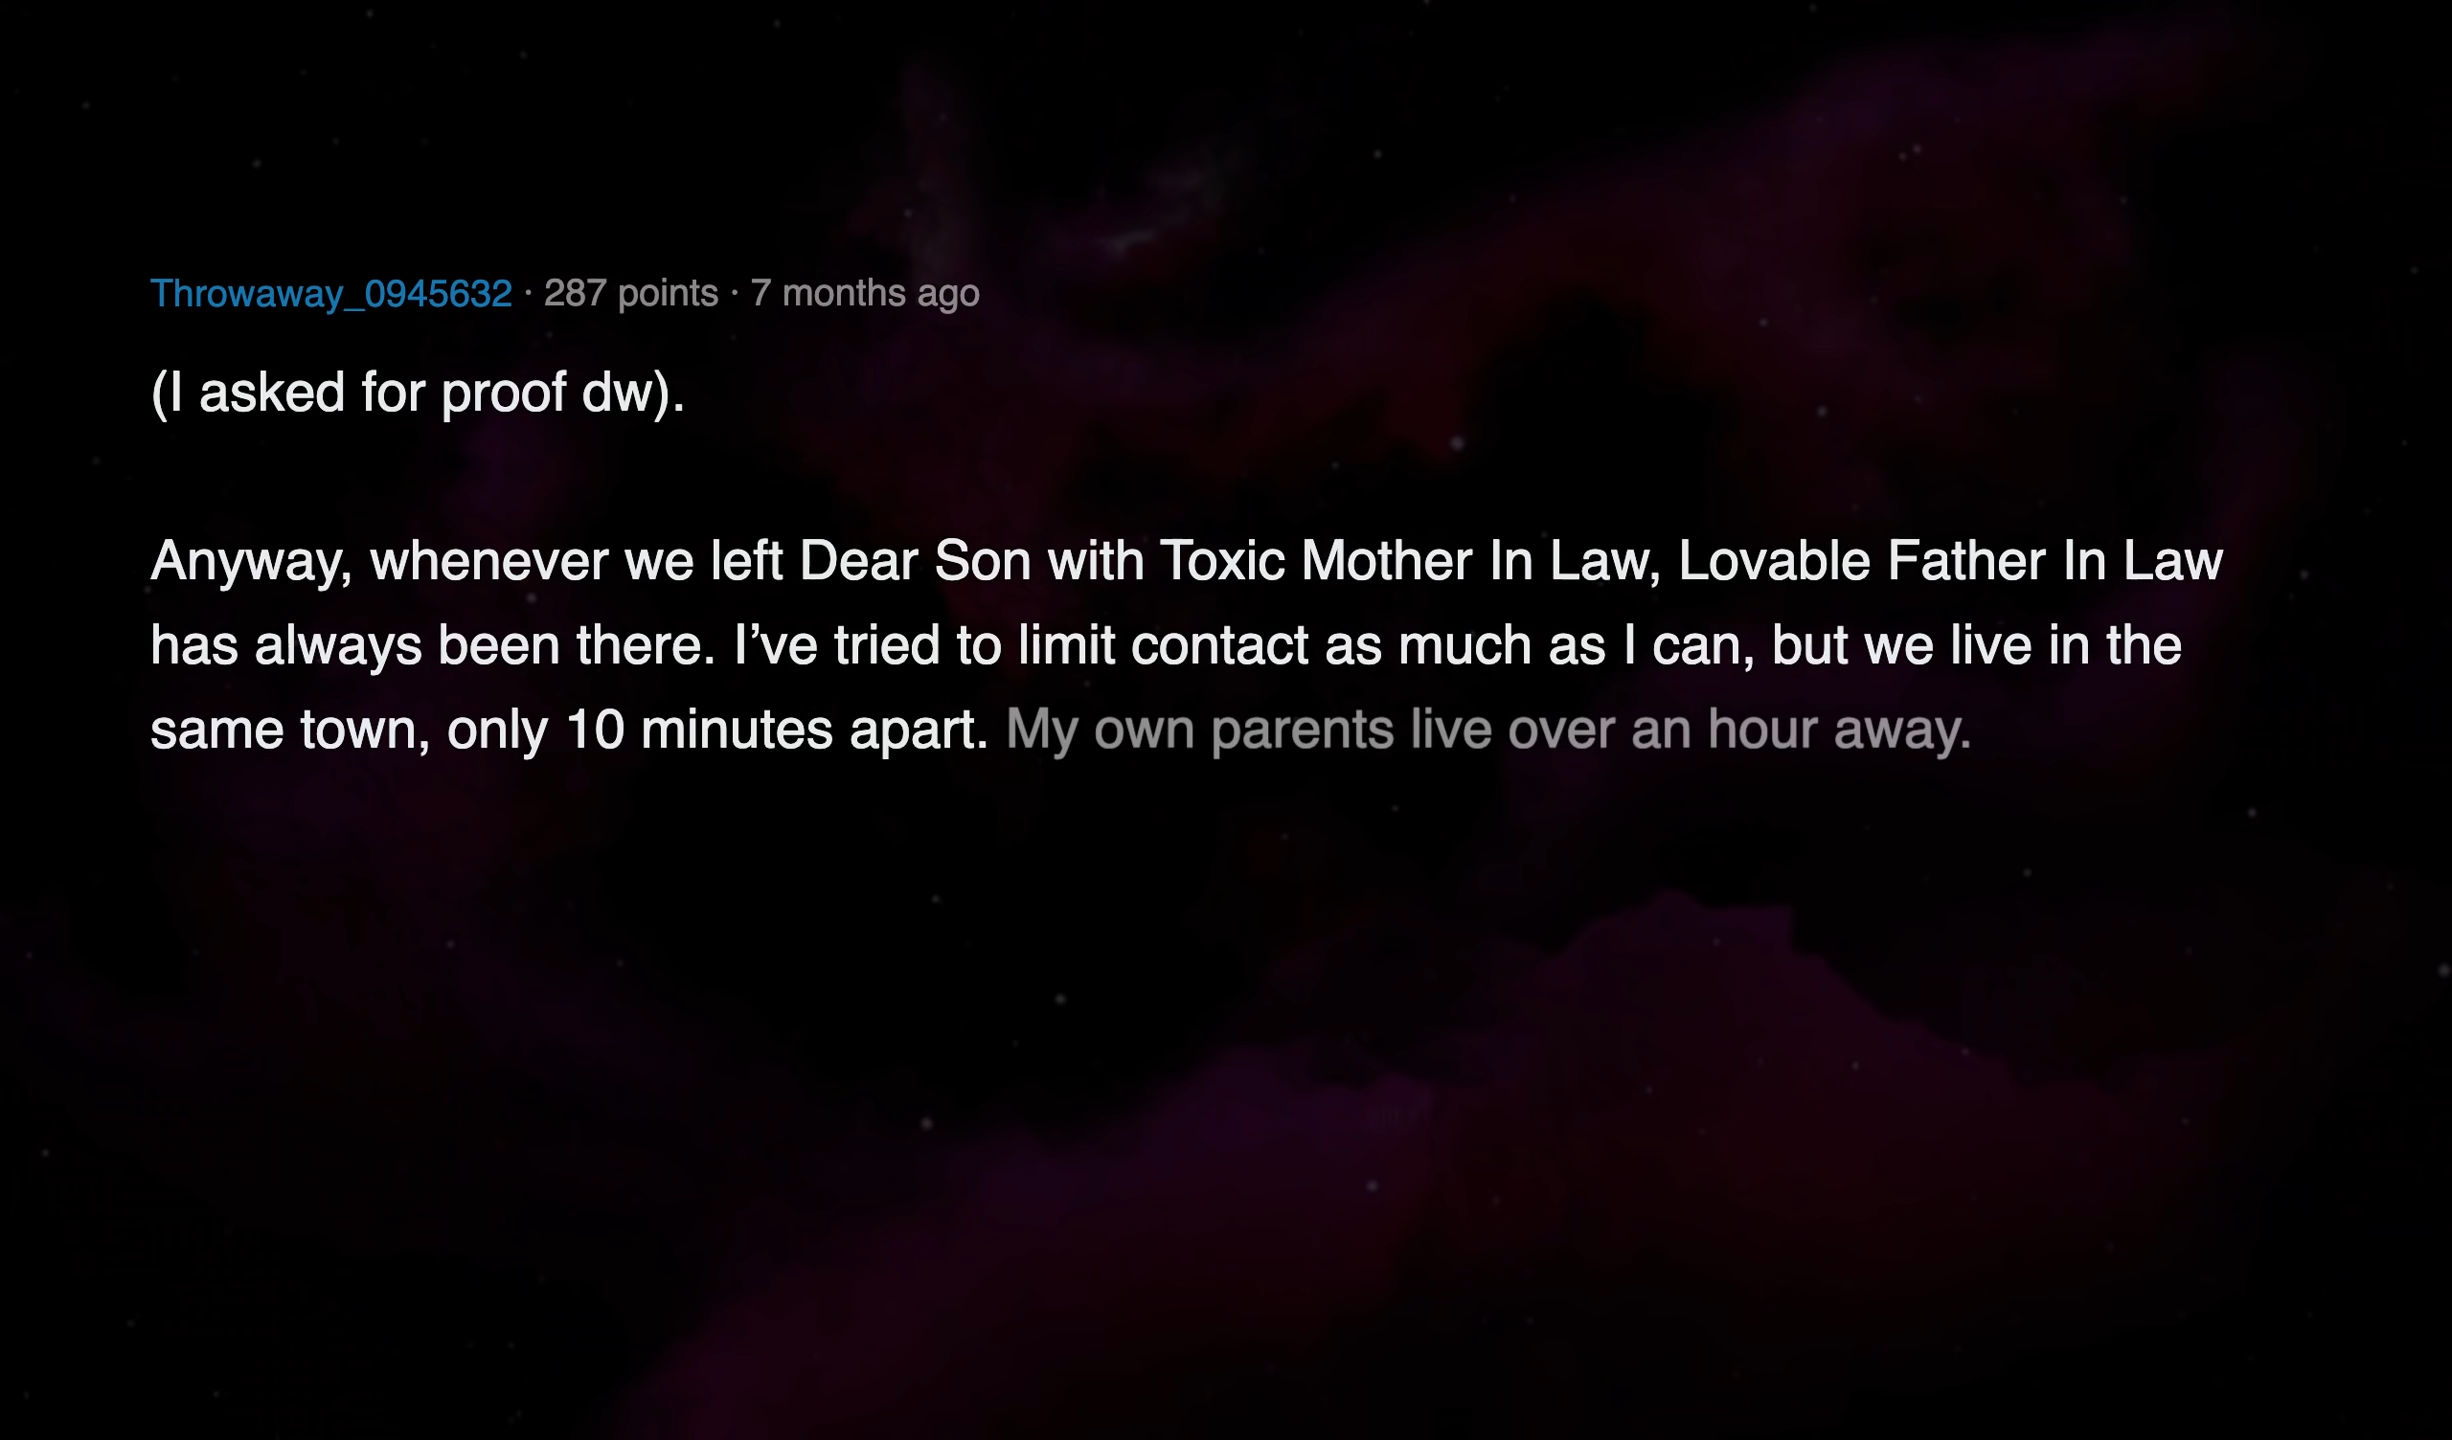 Throwaway_0945632 · 287 points · 7 months ago
(I asked for proof dw).
Anyway, whenever we left Dear Son with Toxic Mother In Law, Lovable Father In Law
has always been there. I’ve tried to limit contact as much as I can, but we live in the
same town, only 10 minutes apart. My own parents live over an hour away.